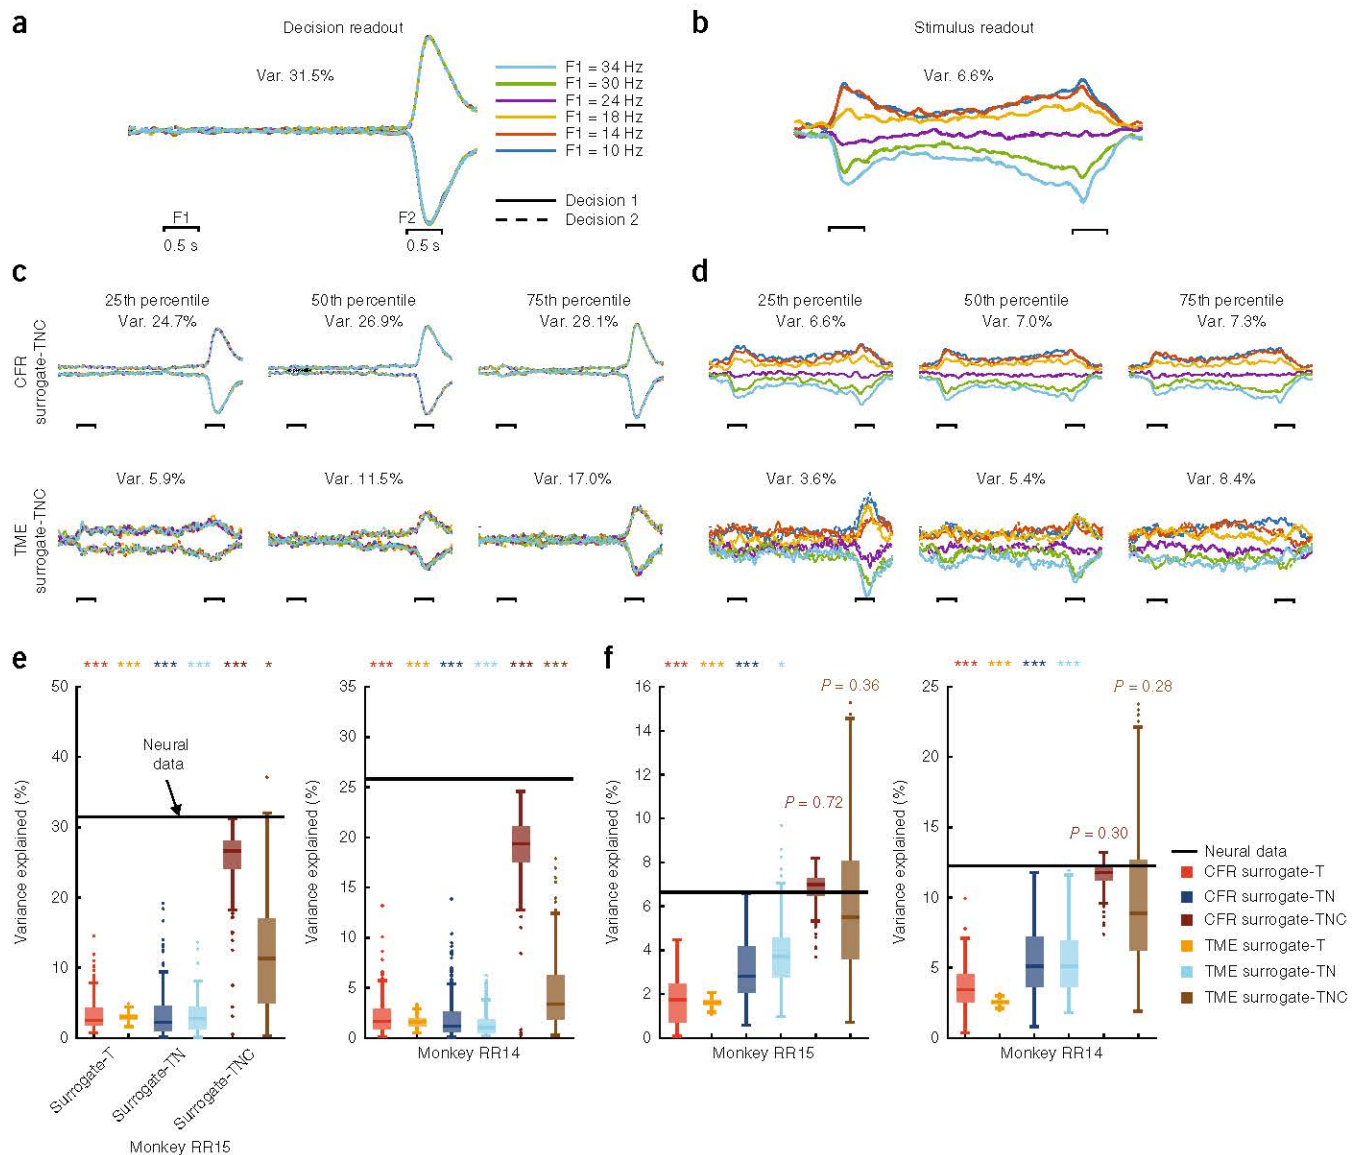 a
Decision readout
Var. 31.5%
F1
0.5 s
F2
0.5 s
F1 = 34 Hz
F1 = 30 Hz
F1 = 24 Hz
F1 = 18 Hz
F1 = 14 Hz
F1 = 10 Hz
Decision 1
Decision 2
b
Stimulus readout
Var. 6.6%
c
CFR
surrogate-TNC
25th percentile
Var. 24.7%
50th percentile
Var. 26.9%
75th percentile
Var. 28.1%
TME
surrogate-TNC
Var. 5.9%
Var. 11.5%
Var. 17.0%
d
25th percentile
Var. 6.6%
50th percentile
Var. 7.0%
75th percentile
Var. 7.3%
Var. 3.6%
Var. 5.4%
Var. 8.4%
e
*** *** *** *** *** *
Variance explained (%)
50
40
30
20
10
0
Neural
data
Surrogate-T
Surrogate-TN
Surrogate-TNC
Monkey RR15
*** *** *** *** *** ***
Variance explained (%)
35
30
25
20
15
10
5
0
Monkey RR14
f
*** *** *** *
P = 0.36
P = 0.72
Variance explained (%)
16
14
12
10
8
6
4
2
0
Monkey RR15
*** *** *** ***
P = 0.28
P = 0.30
Variance explained (%)
25
20
15
10
5
0
Monkey RR14
Neural data
CFR surrogate-T
CFR surrogate-TN
CFR surrogate-TNC
TME surrogate-T
TME surrogate-TN
TME surrogate-TNC